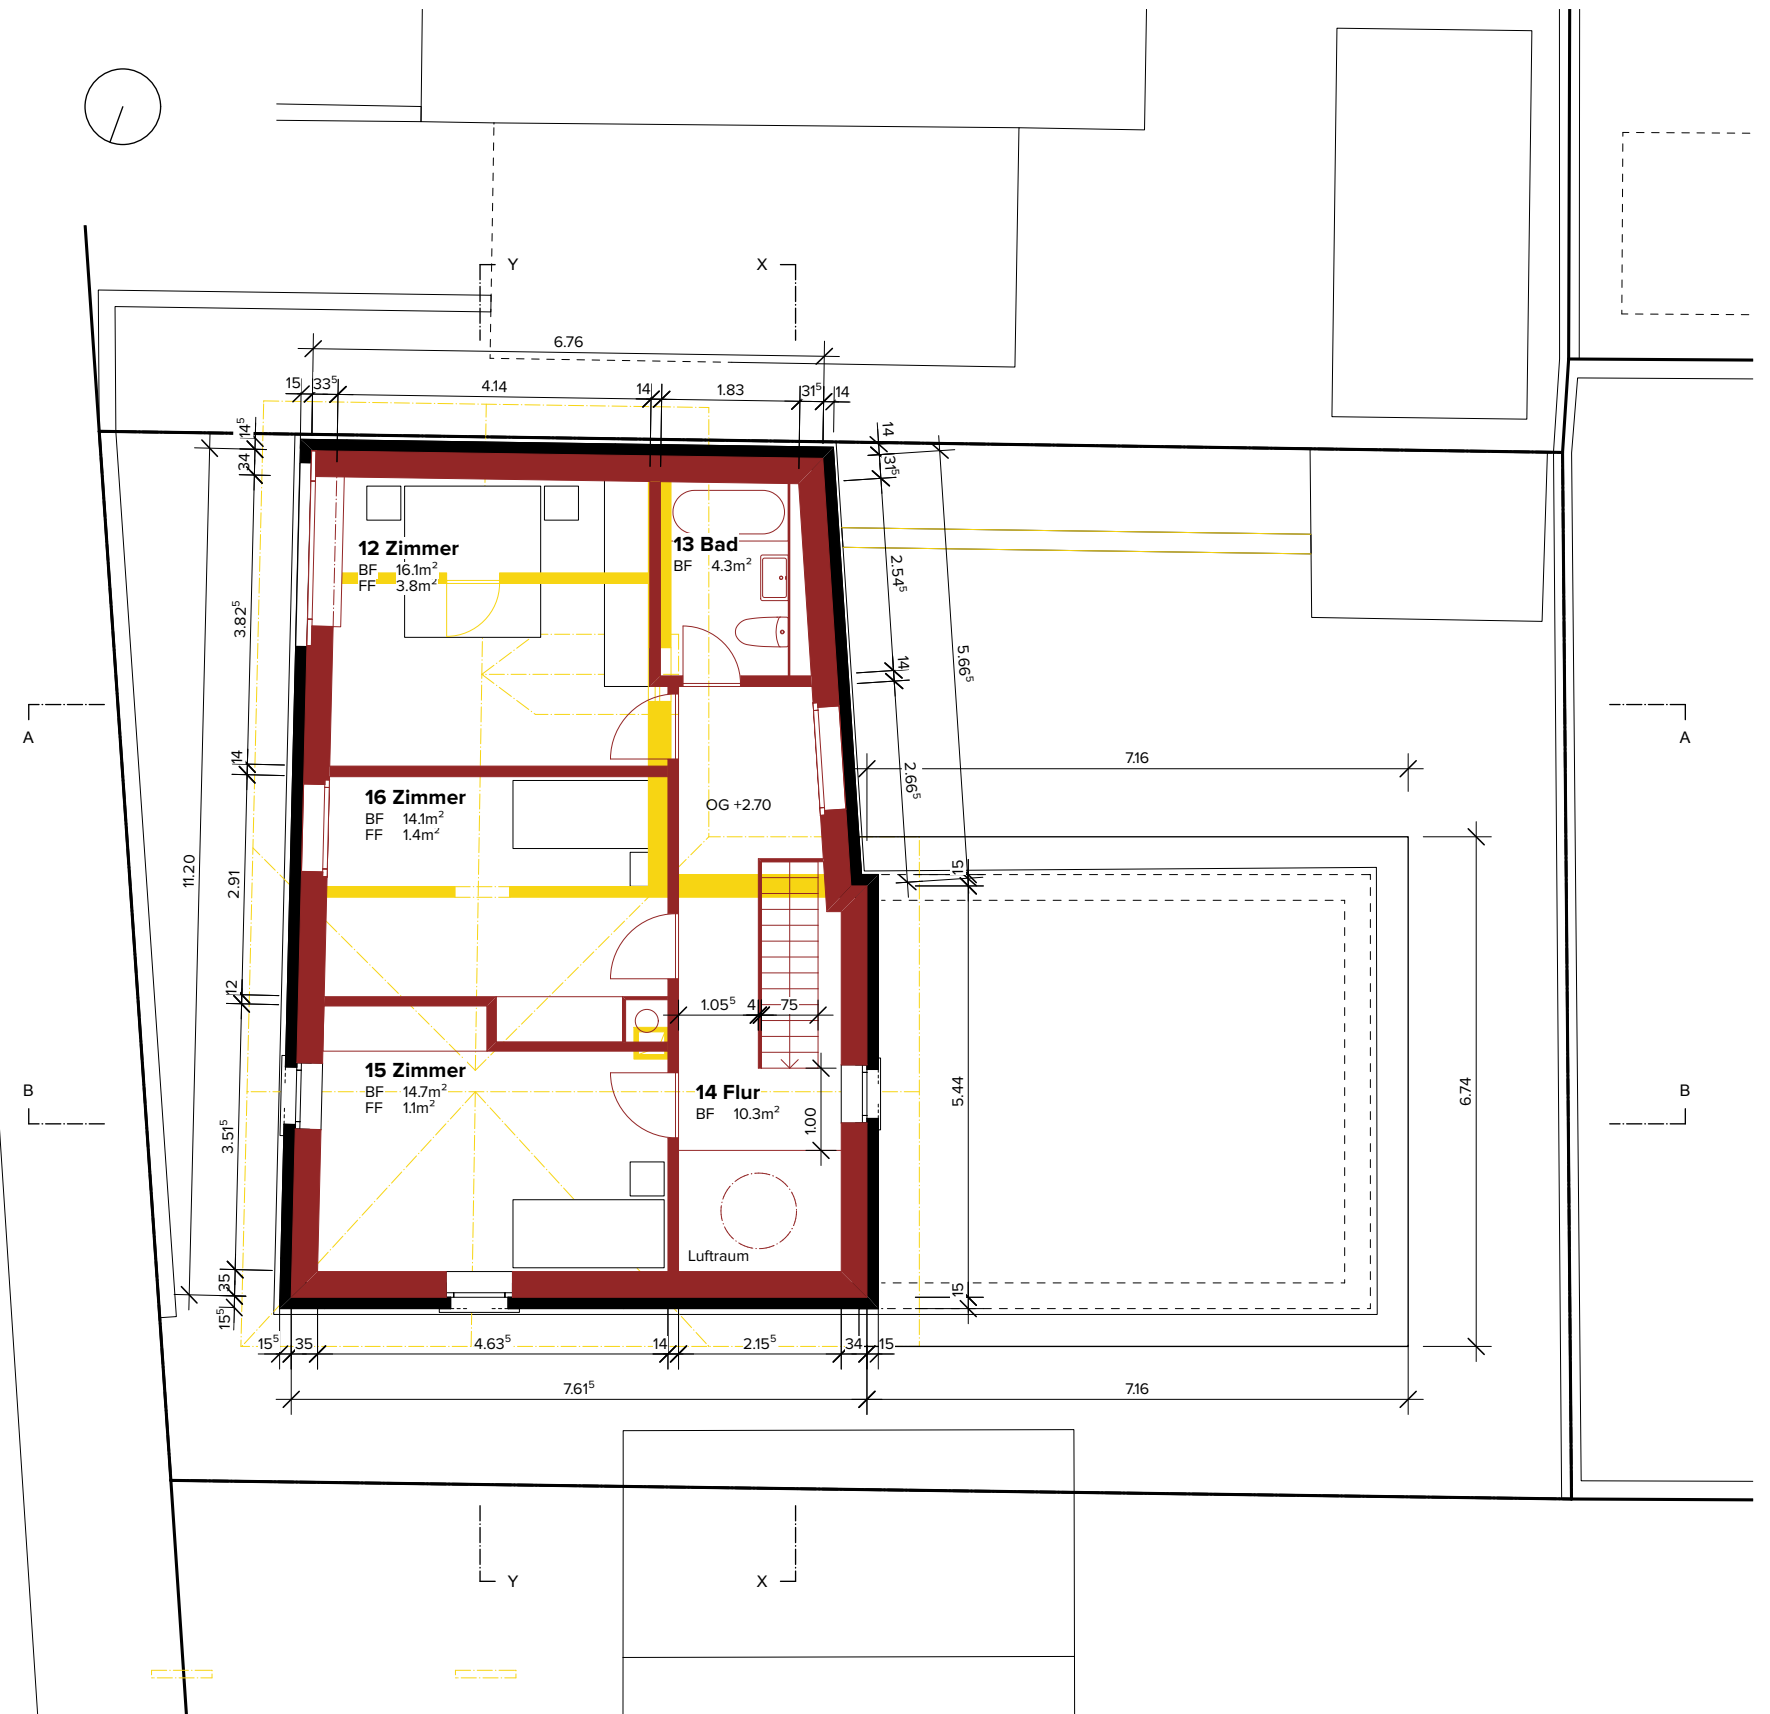 Y
X
6.76
15
33⁵
4.14
14
1.83
31⁵
14
14⁵
34
14
31⁵
12 Zimmer
BF 16.1m²
FF 3.8m²
13 Bad
BF 4.3m²
2.54⁵
3.82⁵
14
5.66⁵
A
A
14
7.16
2.66⁵
16 Zimmer
BF 14.1m²
FF 1.4m²
OG +2.70
11.20
2.91
15
12
1.05⁵
4
75
15 Zimmer
BF 14.7m²
FF 1.1m²
14 Flur
BF 10.3m²
B
B
5.44
6.74
1.00
3.51⁵
Luftraum
35
15⁵
15
15⁵
35
4.63⁵
14
2.15⁵
34
15
7.61⁵
7.16
Y
X